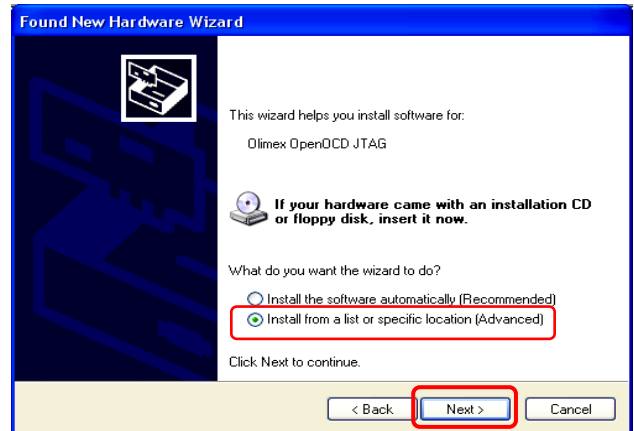 Found New Hardware Wizard
This wizard helps you install software for:
Olimex OpenOCD JTAG
If your hardware came with an installation CD
or floppy disk, insert it now.
What do you want the wizard to do?
Install the software automatically (Recommended)
Install from a list or specific location (Advanced)
Click Next to continue.
< Back Next > Cancel